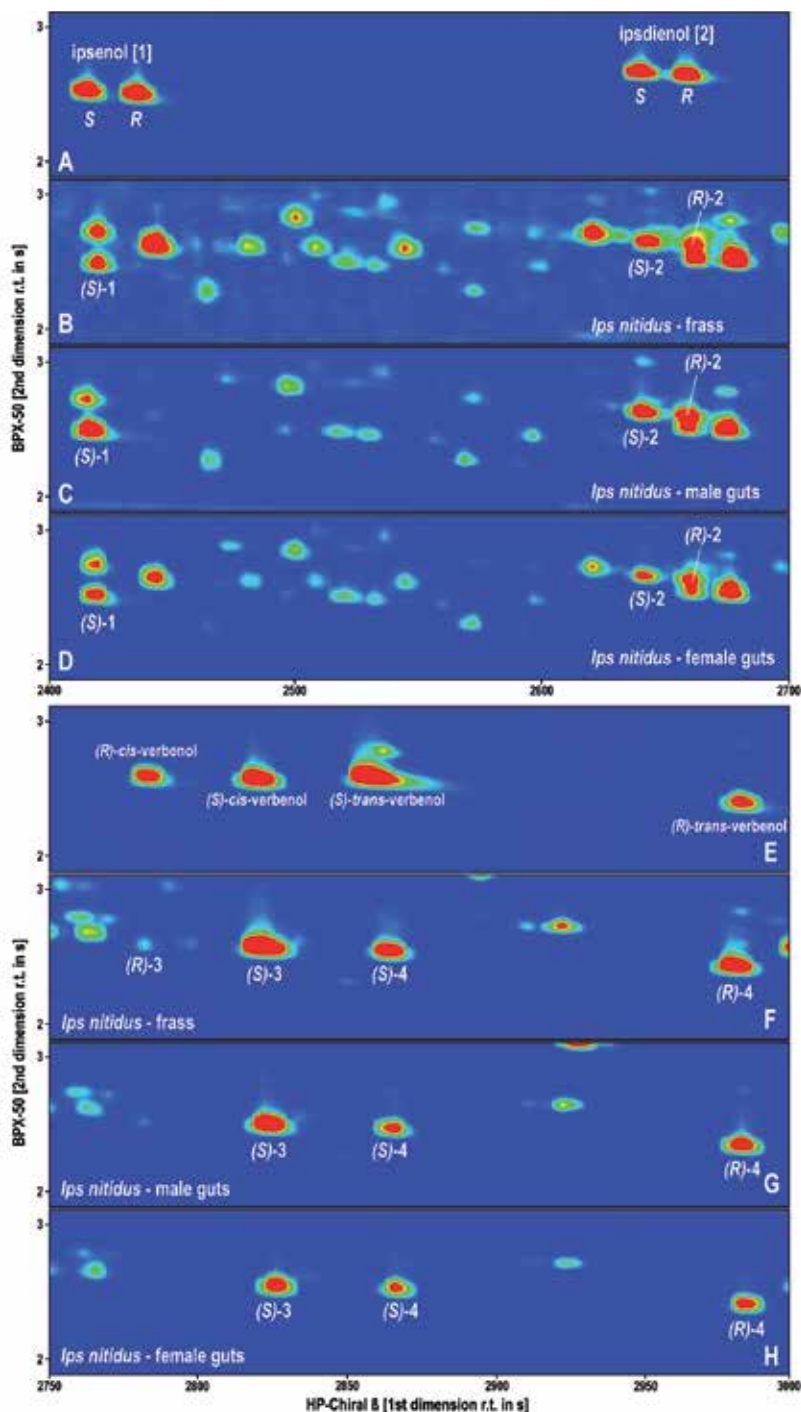 3
ipsenol [1]
ipsdienol [2]
S R
S R
2
A
3
(R)-2
(S)-1
(S)-2
2
B
Ips nitidus - frass
BPX-50 [2nd dimension r.t. in s]
3
(R)-2
(S)-1
(S)-2
2
C
Ips nitidus - male guts
3
(R)-2
(S)-1
(S)-2
2
D
Ips nitidus - female guts
2400 2500 2600 2700
3
(R)-cis-verbenol
(S)-cis-verbenol
(S)-trans-verbenol
(R)-trans-verbenol
2
E
3
(R)-3
(S)-3
(S)-4
(R)-4
2
Ips nitidus - frass
F
BPX-50 [2nd dimension r.t. in s]
3
(S)-3
(S)-4
(R)-4
2
Ips nitidus - male guts
G
3
(S)-3
(S)-4
(R)-4
2
Ips nitidus - female guts
H
2750 2800 2850 2900 2950 3000
HP-Chiral ß [1st dimension r.t. in s]